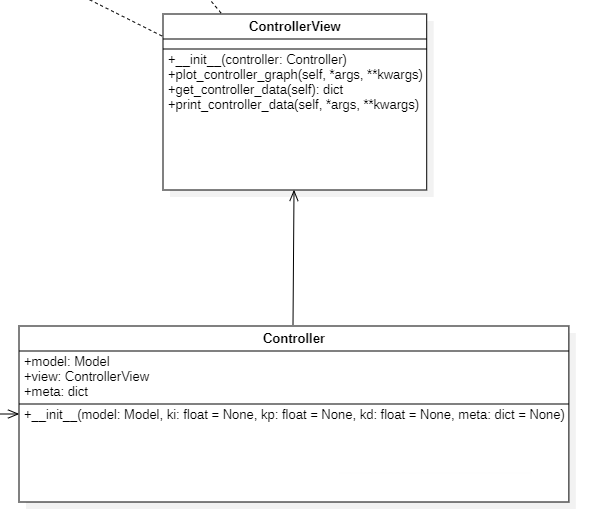 ControllerView
+__init__(controller: Controller)
+plot_controller_graph(self, *args, **kwargs)
+get_controller_data(self): dict
+print_controller_data(self, *args, **kwargs)
Controller
+model: Model
+view: ControllerView
+meta: dict
+__init__(model: Model, ki: float = None, kp: float = None, kd: float = None, meta: dict = None)